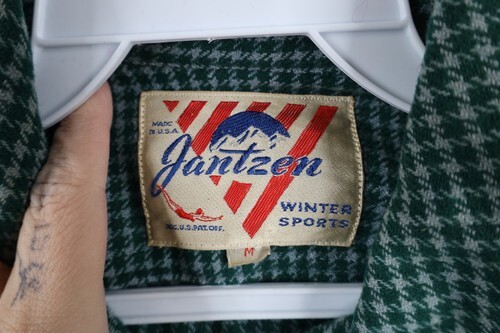 MADE
IN U.S.A.
Jantzen
WINTER
SPORTS
REG. U.S. PAT. OFF.
M